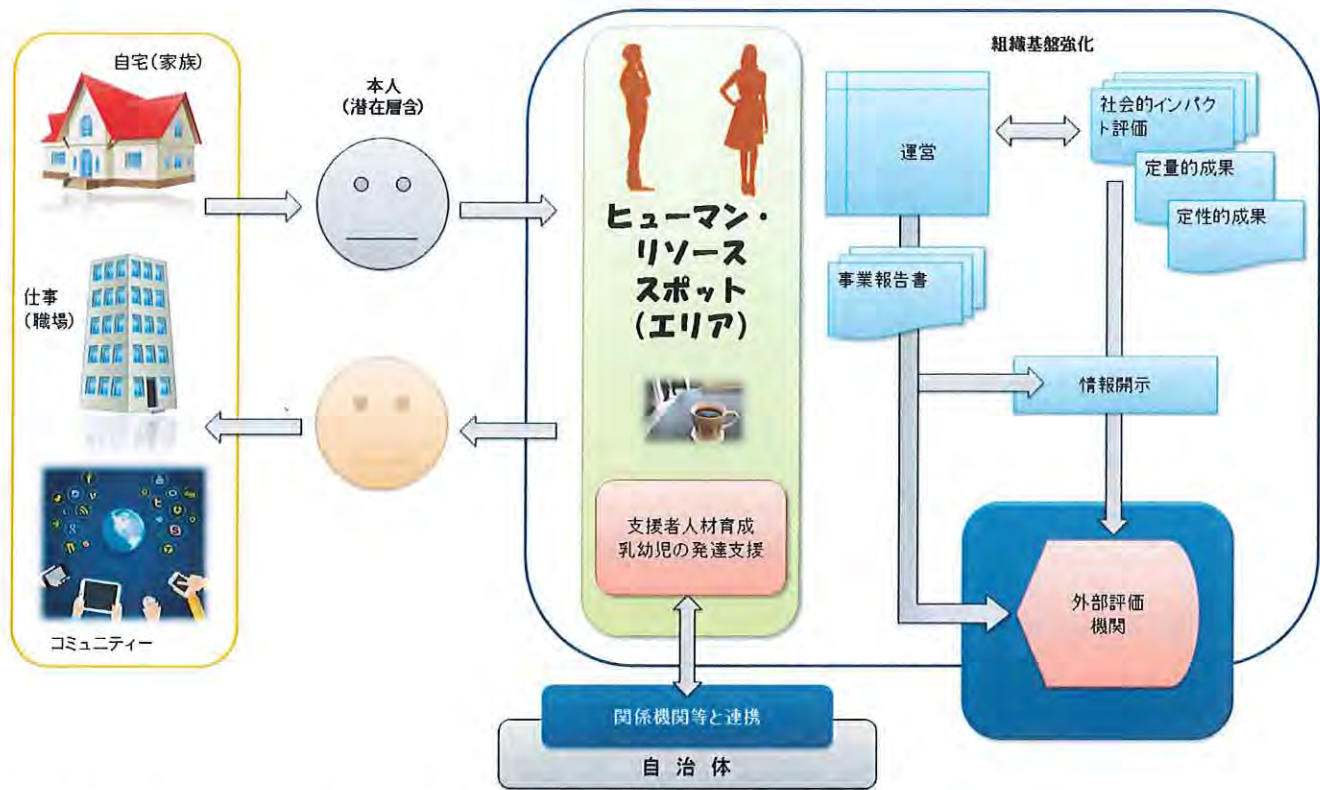 自宅(家族)
仕事
(職場)
コミュニティー
本人
(潜在層含)
ヒューマン・
リソース
スポット
(エリア)
支援者人材育成
乳幼児の発達支援
関係機関等と連携
自治体
組織基盤強化
運営
事業報告書
社会的インパク
ト評価
定量的成果
定性的成果
情報開示
外部評価
機関